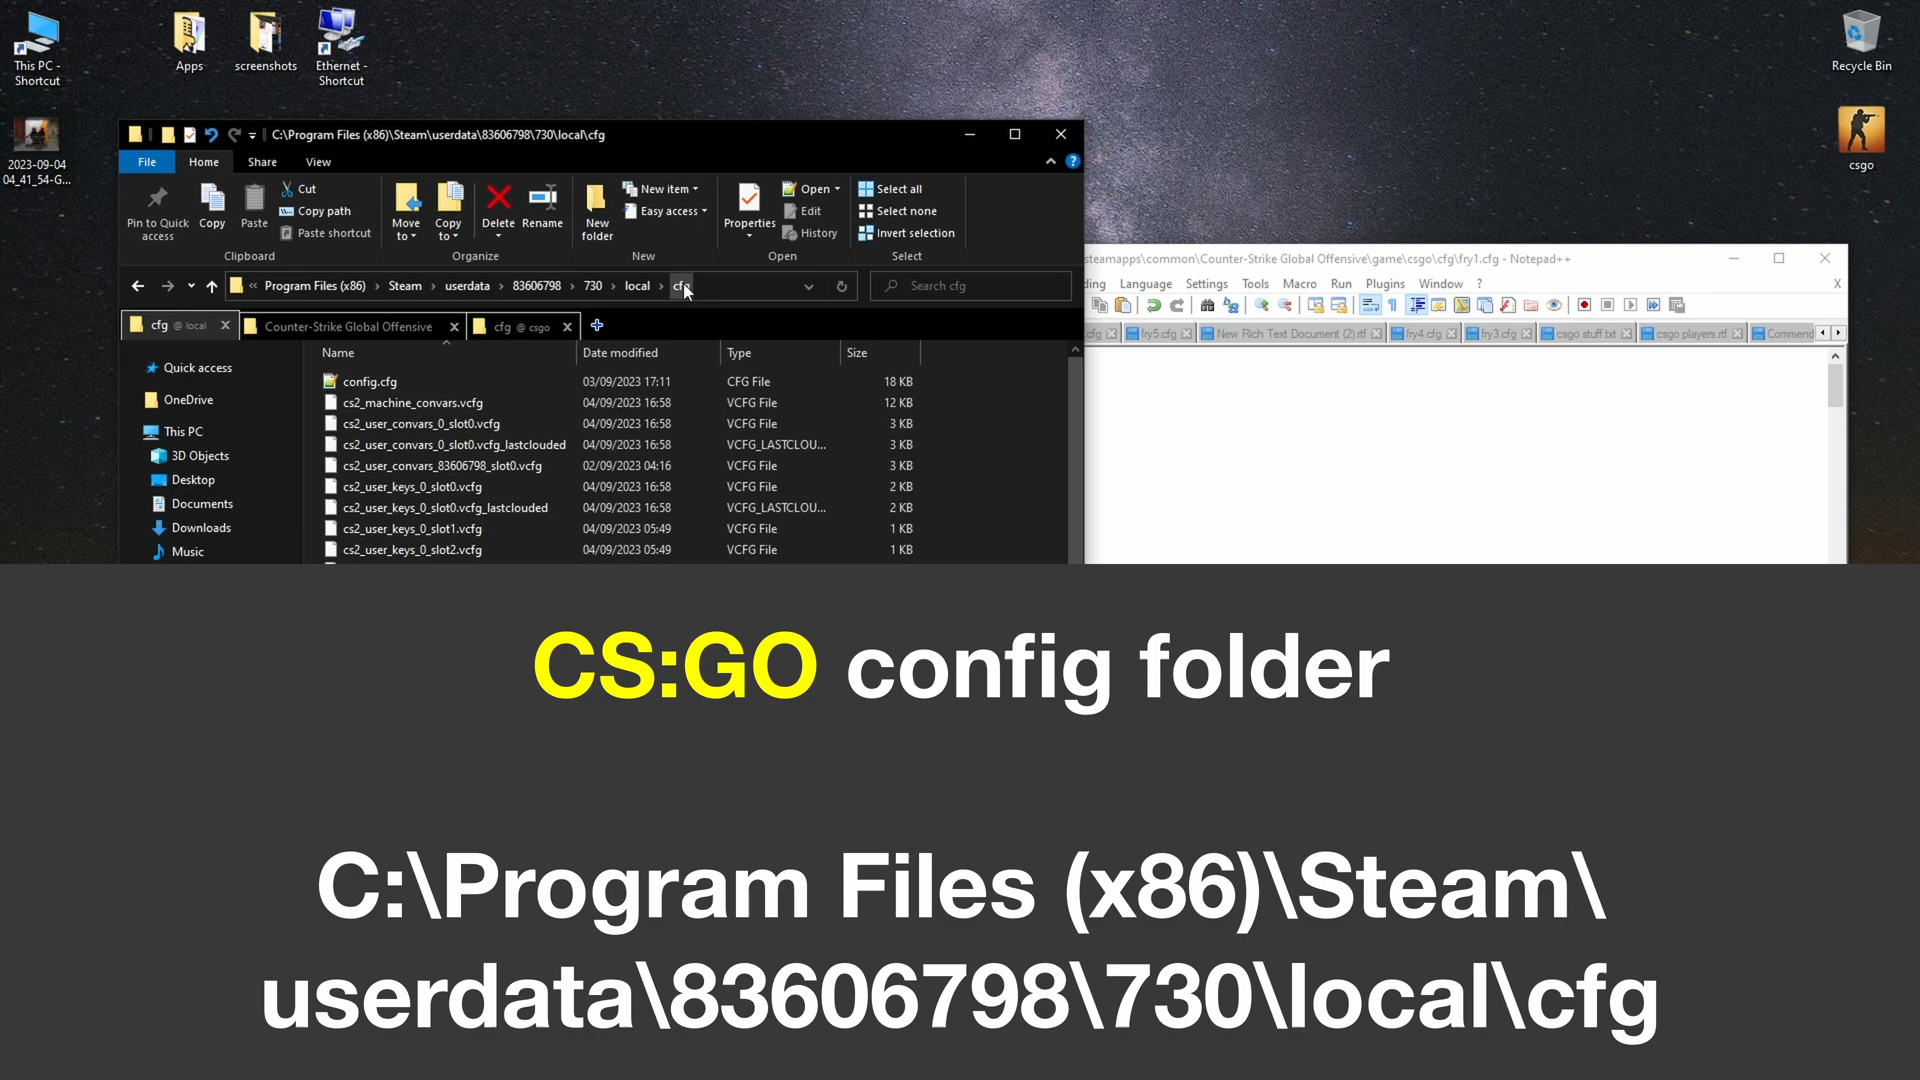 This PC -
Shortcut
Apps
screenshots
Ethernet -
Shortcut
Recycle Bin
2023-09-04
04_41_54-G...
csgo
C:\Program Files (x86)\Steam\userdata\83606798\730\local\cfg
File Home Share View
Pin to Quick
access
Copy
Paste
Cut
Copy path
Paste shortcut
Clipboard
Move
to
Copy
to
Delete
Rename
Organize
New
folder
New item
Easy access
New
Properties
Open
Edit
History
Open
Select all
Select none
Invert selection
Select
« Program Files (x86) > Steam > userdata > 83606798 > 730 > local > cfg
Search cfg
cfg @ local
Counter-Strike Global Offensive
cfg @ csgo
Name Date modified Type Size
Quick access
OneDrive
This PC
3D Objects
Desktop
Documents
Downloads
Music
config.cfg 03/09/2023 17:11 CFG File 18 KB
cs2_machine_convars.vcfg 04/09/2023 16:58 VCFG File 12 KB
cs2_user_convars_0_slot0.vcfg 04/09/2023 16:58 VCFG File 3 KB
cs2_user_convars_0_slot0.vcfg_lastclouded 04/09/2023 16:58 VCFG_LASTCLOU... 3 KB
cs2_user_convars_83606798_slot0.vcfg 02/09/2023 04:16 VCFG File 3 KB
cs2_user_keys_0_slot0.vcfg 04/09/2023 16:58 VCFG File 2 KB
cs2_user_keys_0_slot0.vcfg_lastclouded 04/09/2023 16:58 VCFG_LASTCLOU... 2 KB
cs2_user_keys_0_slot1.vcfg 04/09/2023 05:49 VCFG File 1 KB
cs2_user_keys_0_slot2.vcfg 04/09/2023 05:49 VCFG File 1 KB
steamapps\common\Counter-Strike Global Offensive\game\csgo\cfg\fry1.cfg - Notepad++
ding Language Settings Tools Macro Run Plugins Window ? X
cfg fry5.cfg New Rich Text Document (2).rtf fry4.cfg fry3.cfg csgo stuff.txt csgo players.rtf Commend
CS:GO config folder
C:\Program Files (x86)\Steam\
userdata\83606798\730\local\cfg